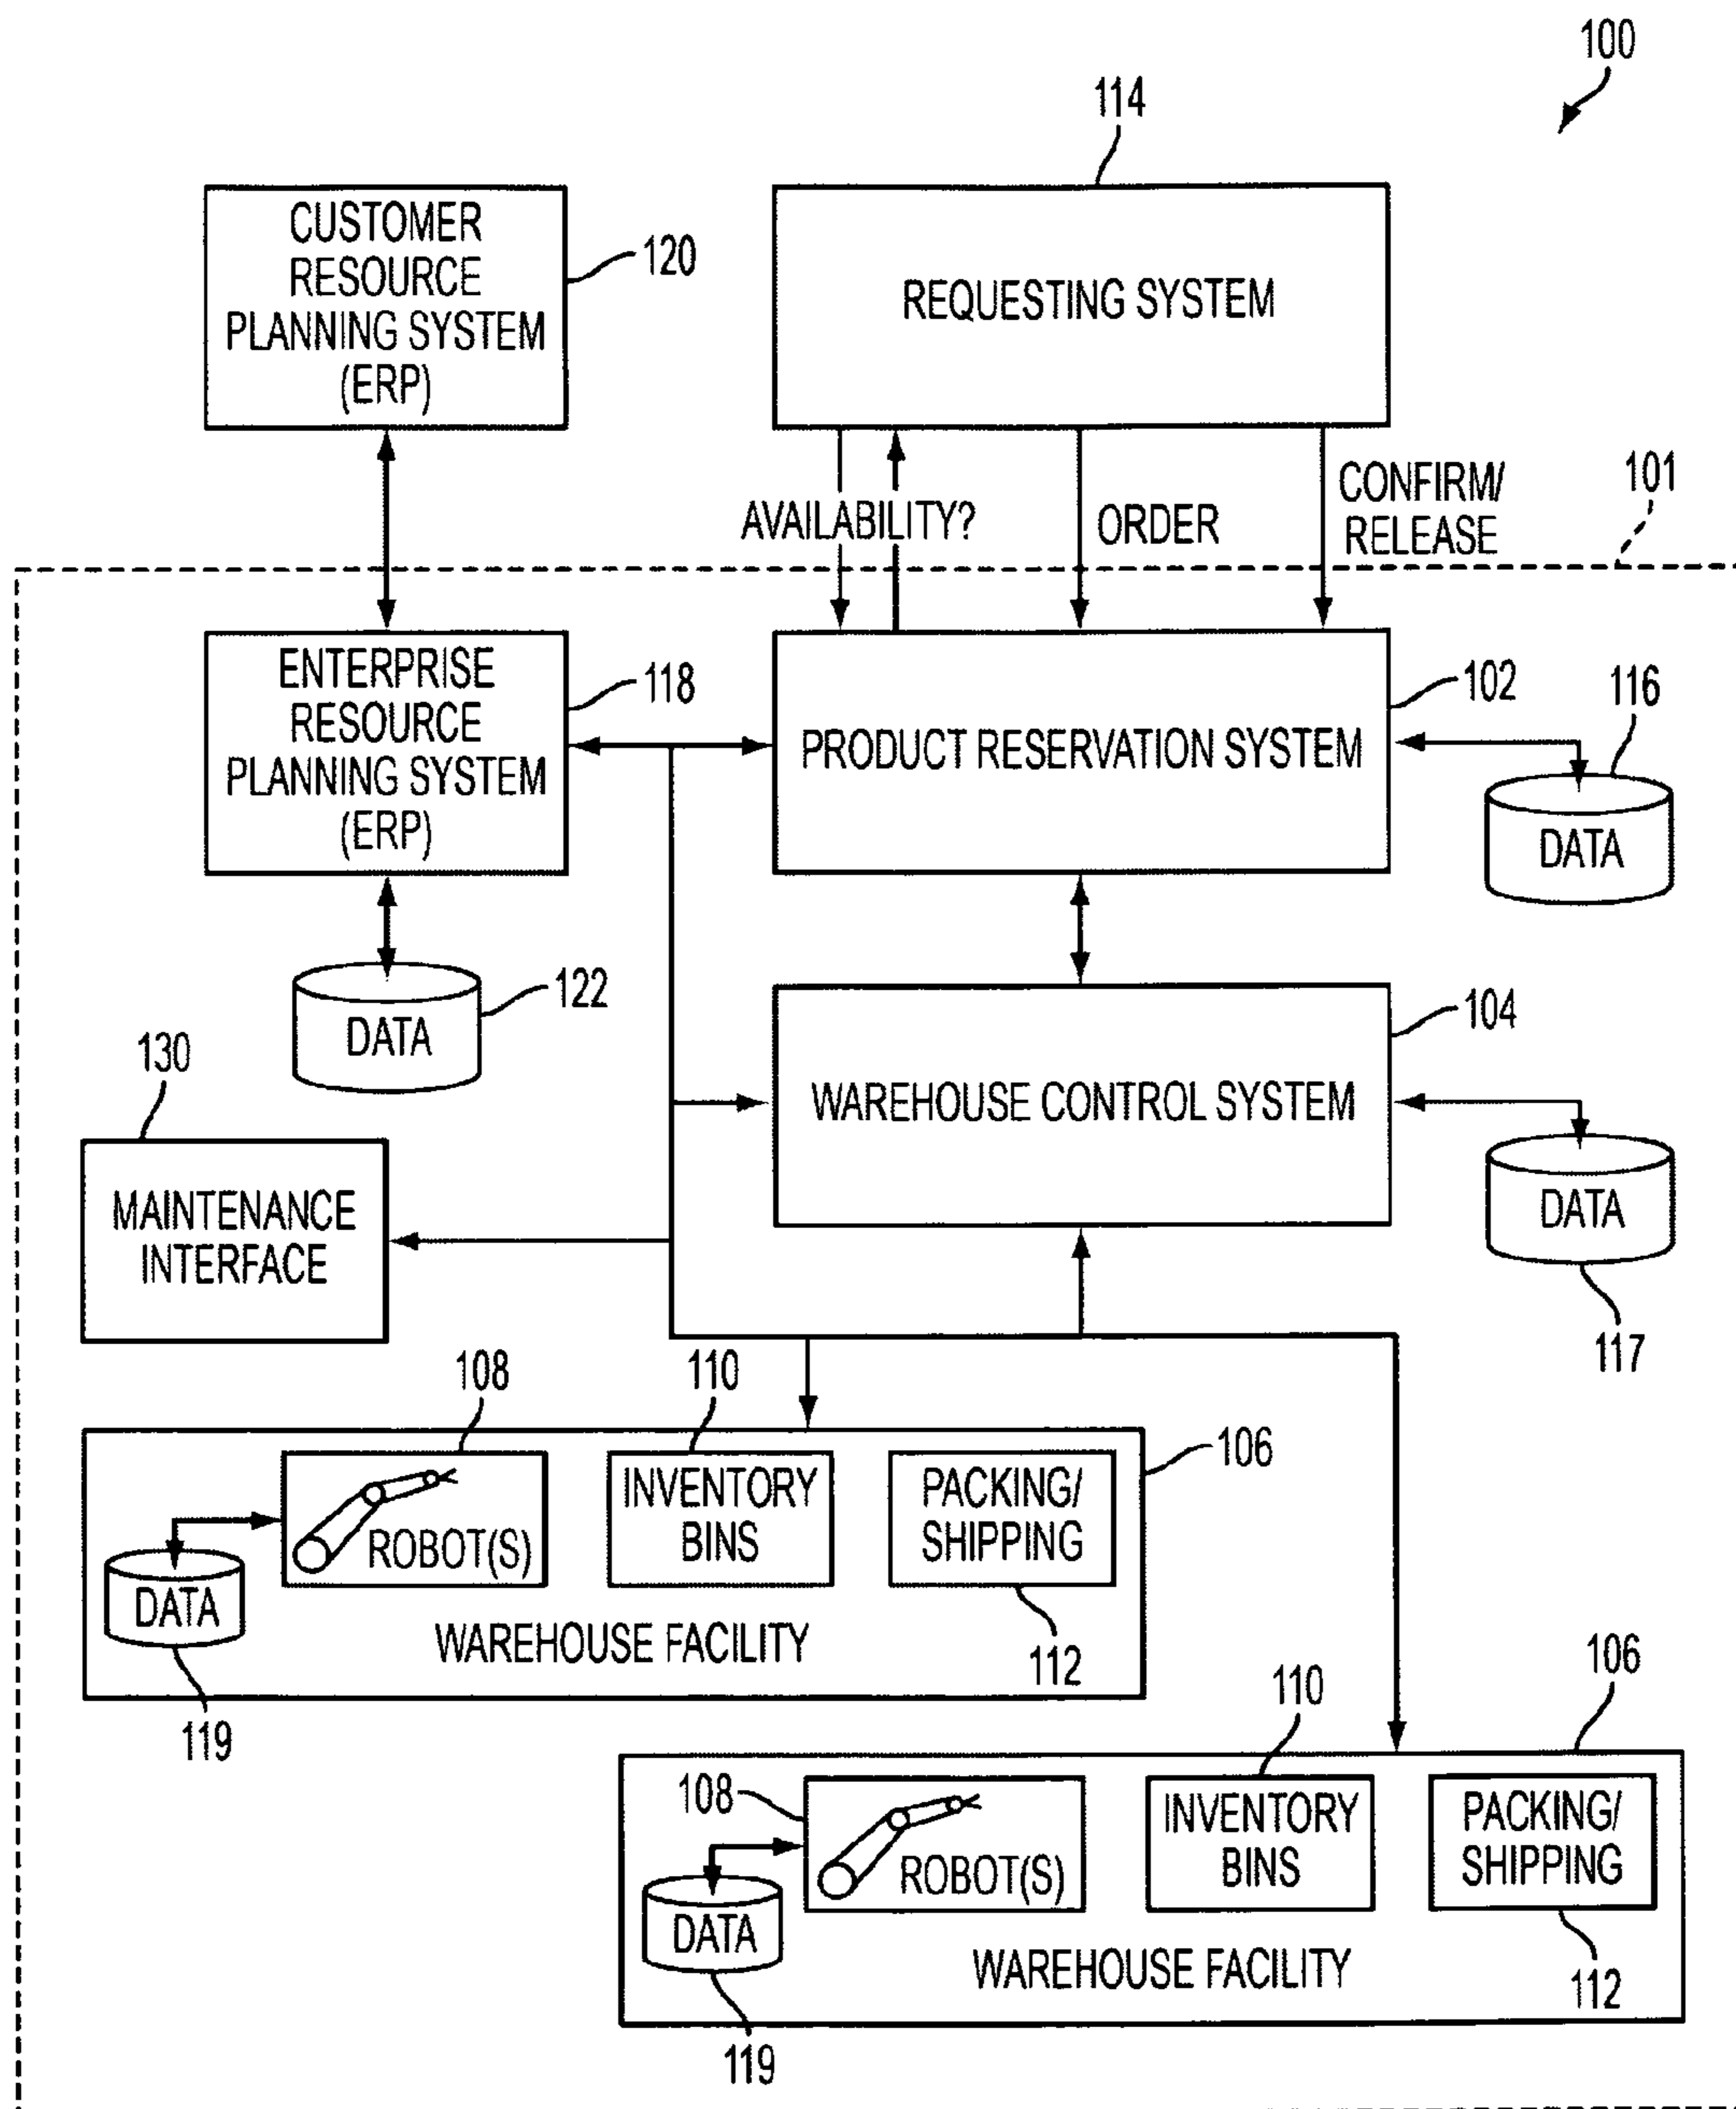 100
114
CUSTOMER
RESOURCE
PLANNING SYSTEM
(ERP)
120
REQUESTING SYSTEM
AVAILABILITY?
ORDER
CONFIRM/
RELEASE
101
ENTERPRISE
RESOURCE
PLANNING SYSTEM
(ERP)
118
PRODUCT RESERVATION SYSTEM
102
116
DATA
DATA
122
130
MAINTENANCE
INTERFACE
WAREHOUSE CONTROL SYSTEM
104
DATA
117
108
110
106
ROBOT(S)
INVENTORY
BINS
PACKING/
SHIPPING
DATA
WAREHOUSE FACILITY
112
119
110
106
108
ROBOT(S)
INVENTORY
BINS
PACKING/
SHIPPING
DATA
WAREHOUSE FACILITY
112
119